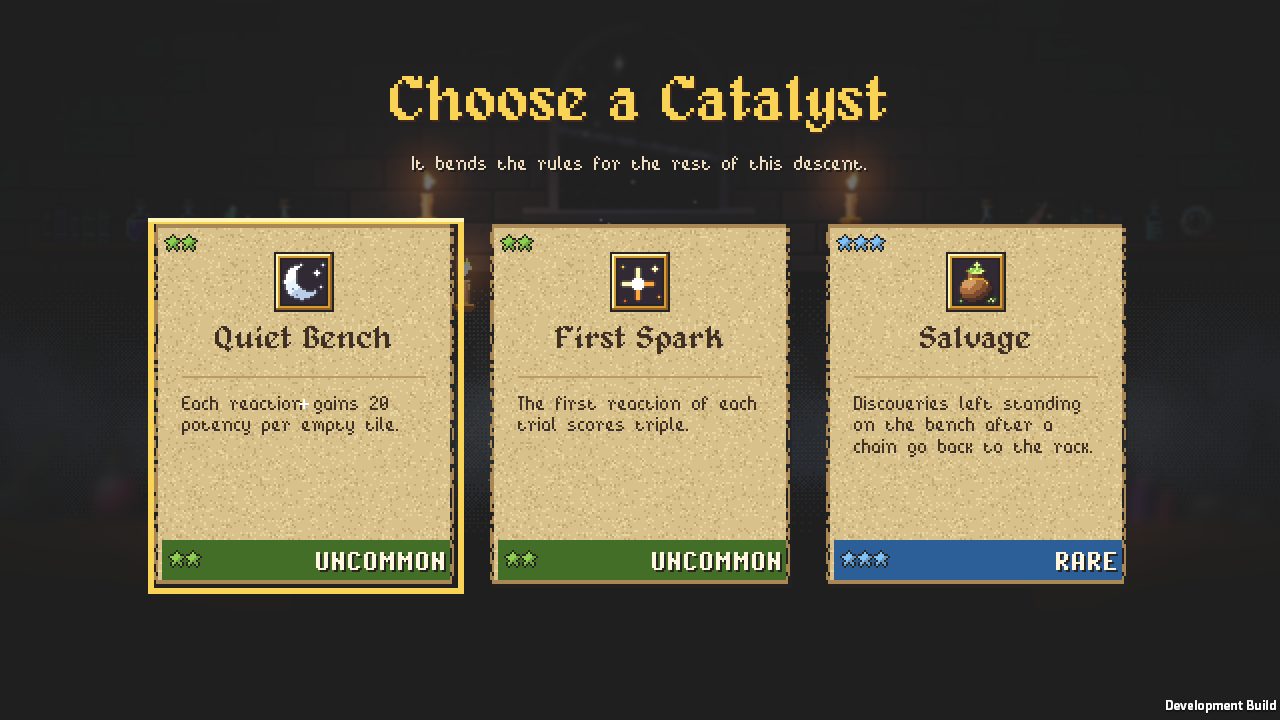 Choose a Catalyst
It bends the rules for the rest of this descent.
Quiet Bench
Each reaction gains 20
potency per empty tile.
UNCOMMON
First Spark
The first reaction of each
trial scores triple.
UNCOMMON
Salvage
Discoveries left standing
on the bench after a
chain go back to the rack.
RARE
Development Build